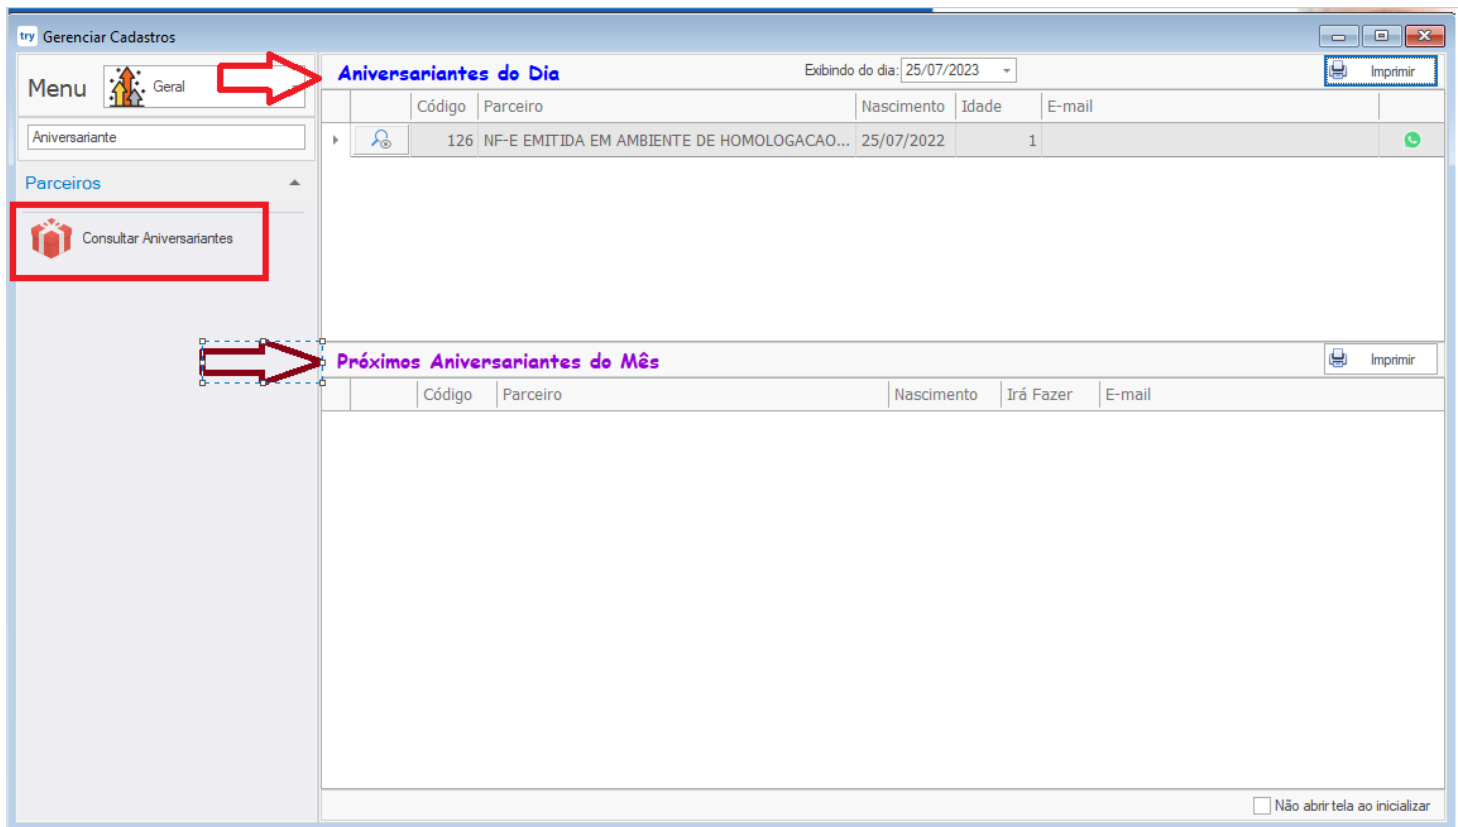 try Gerenciar Cadastros
Menu Geral
Aniversariante
Parceiros
Consultar Aniversariantes
Aniversariantes do Dia Exibindo do dia: 25/07/2023 Imprimir
Código Parceiro Nascimento Idade E-mail
126 NF-E EMITIDA EM AMBIENTE DE HOMOLOGACAO... 25/07/2022 1
Próximos Aniversariantes do Mês Imprimir
Código Parceiro Nascimento Irá Fazer E-mail
Não abrir tela ao inicializar